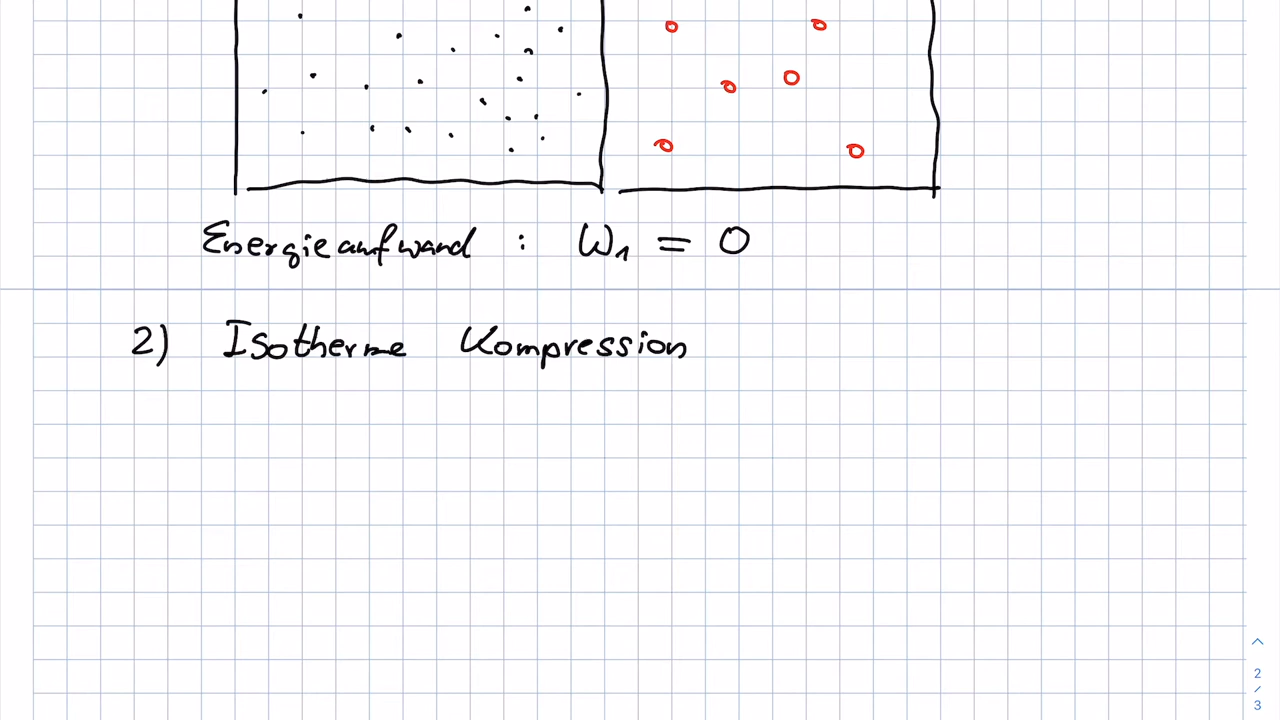 Energieaufwand : W₁ = 0
2) Isotherme Kompression
2
/
3